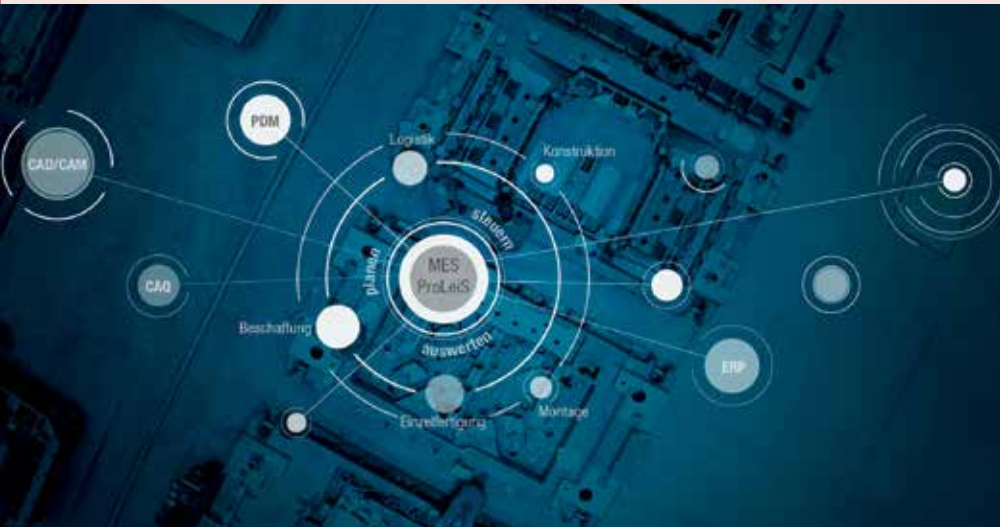 PDM
Logistik
Konstruktion
CAD/CAM
steuern
planen
MES
ProLeiS
CAQ
Beschaffung
auswerten
ERP
Einzelfertigung
Montage